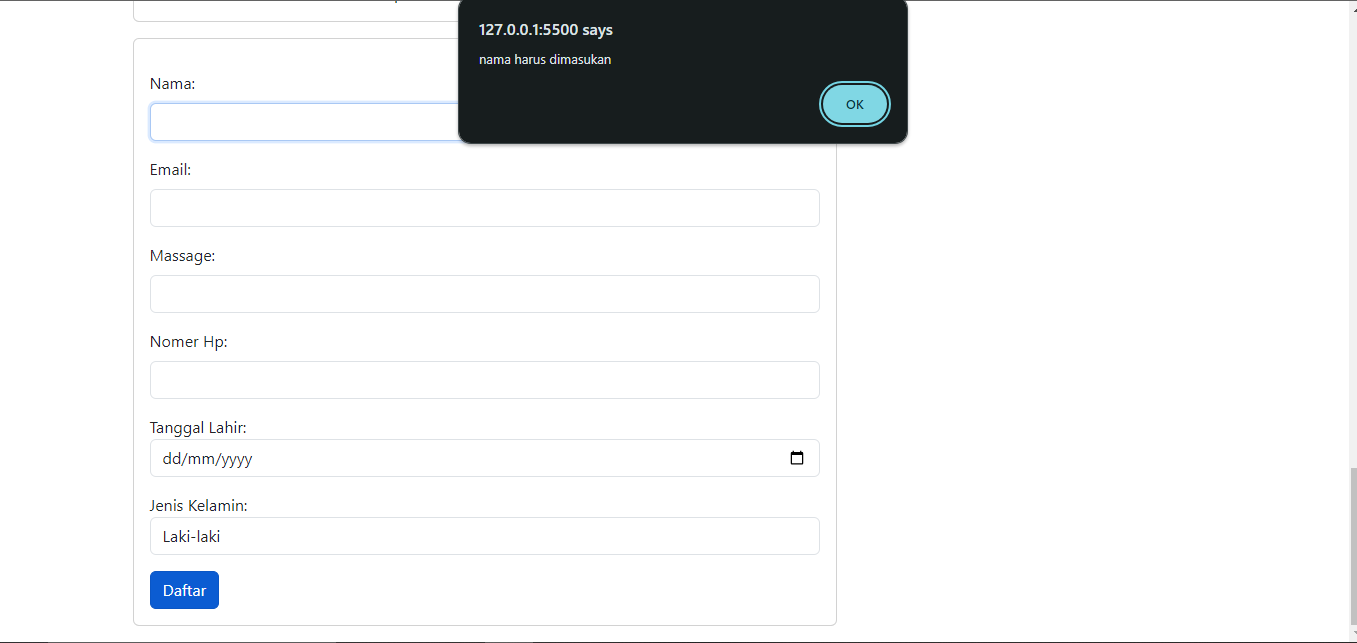 127.0.0.1:5500 says
nama harus dimasukan
OK
Nama:
Email:
Massage:
Nomer Hp:
Tanggal Lahir:
dd/mm/yyyy
Jenis Kelamin:
Laki-laki
Daftar